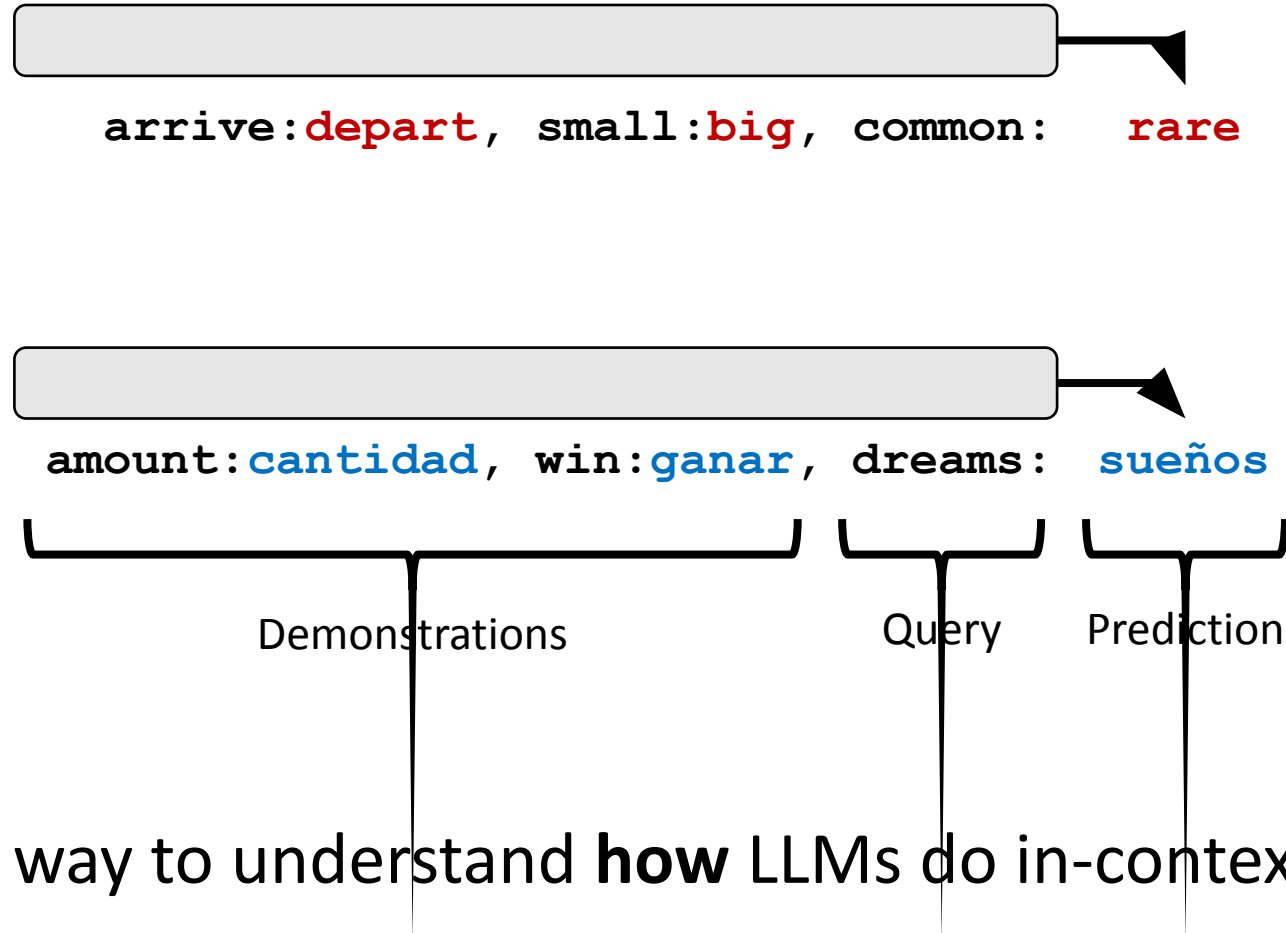 arrive:depart, small:big, common: rare
amount:cantidad, win:ganar, dreams: sueños
Demonstrations Query Prediction
way to understand how LLMs do in-contex